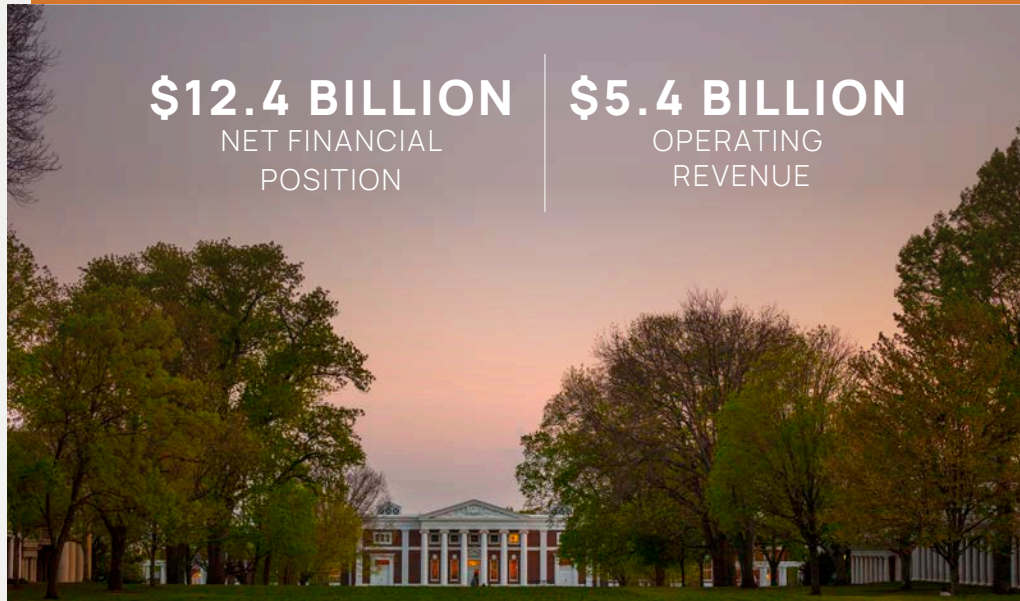 $12.4 BILLION
NET FINANCIAL
POSITION
$5.4 BILLION
OPERATING
REVENUE